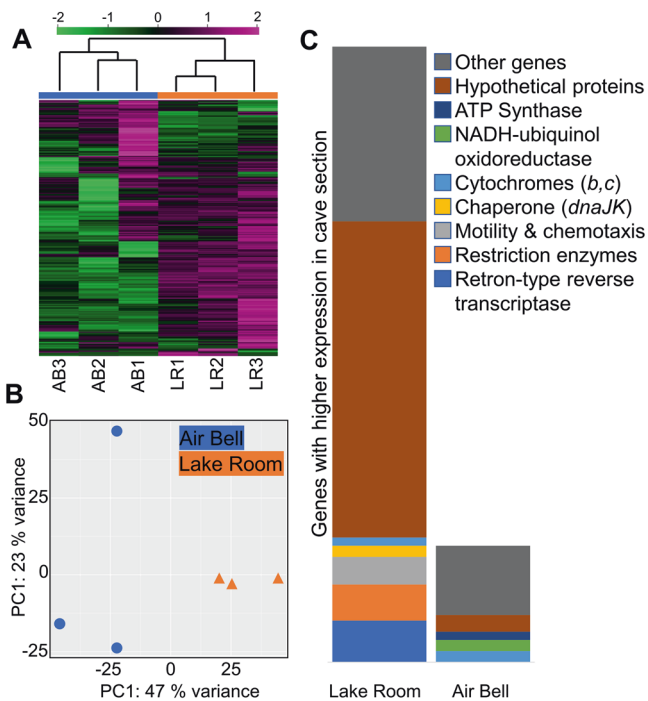 A
-2 -1 0 1 2
AB3 AB2 AB1 LR1 LR2 LR3
B
50
25
0
-25
PC1: 23 % variance
Air Bell
Lake Room
-25 0 25
PC1: 47 % variance
C
Genes with higher expression in cave section
Other genes
Hypothetical proteins
ATP Synthase
NADH-ubiquinol
oxidoreductase
Cytochromes (b,c)
Chaperone (dnaJK)
Motility & chemotaxis
Restriction enzymes
Retron-type reverse
transcriptase
Lake Room Air Bell